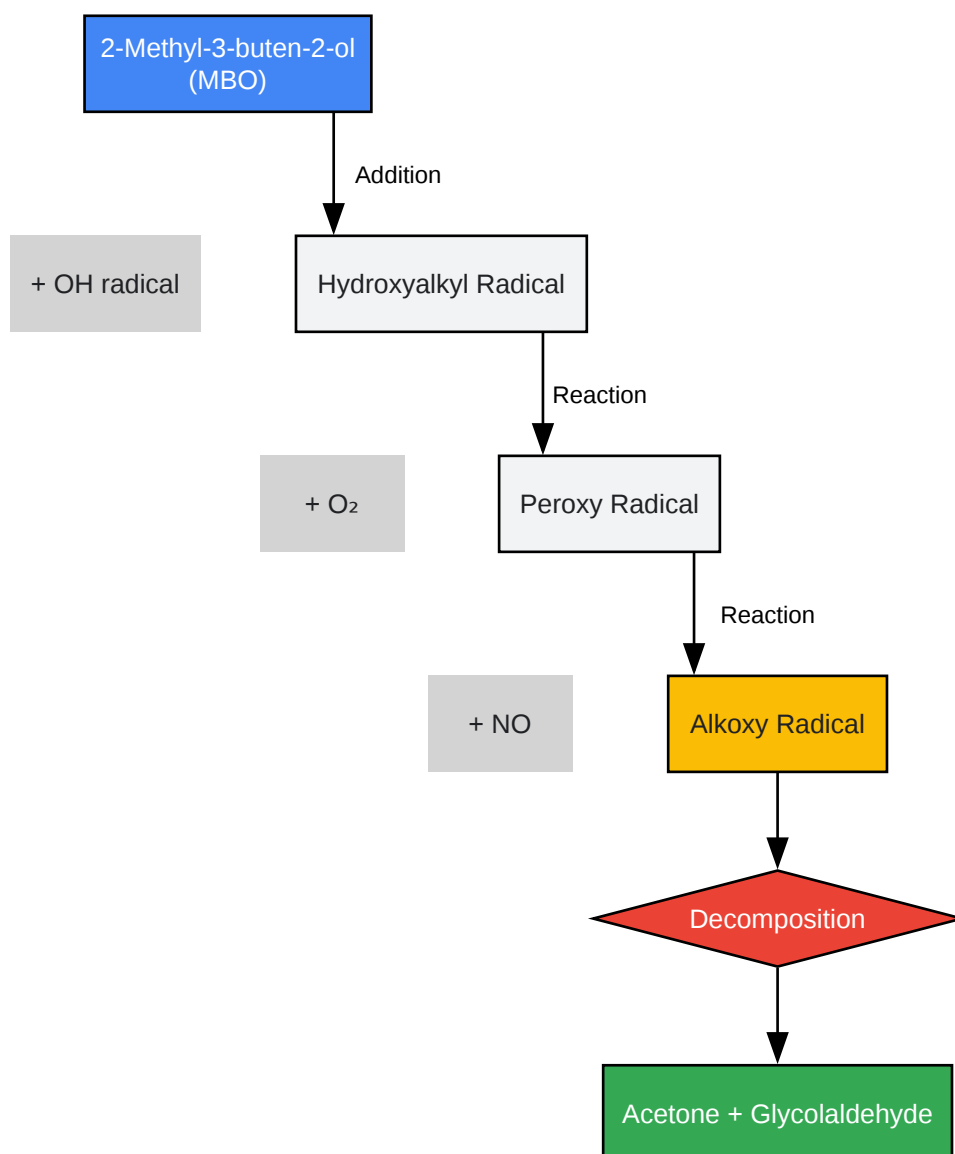 2-Methyl-3-buten-2-ol
(MBO)
Addition
+ OH radical
Hydroxyalkyl Radical
Reaction
+ O₂
Peroxy Radical
Reaction
+ NO
Alkoxy Radical
Decomposition
Acetone + Glycolaldehyde